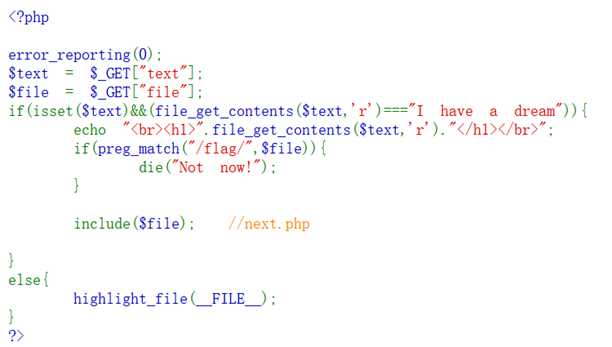 <?php

error_reporting(0);
$text = $_GET["text"];
$file = $_GET["file"];
if(isset($text)&&(file_get_contents($text,'r')==="I have a dream")){
    echo "<br><h1>".file_get_contents($text,'r')."</h1></br>";
    if(preg_match("/flag/",$file)){
        die("Not now!");
    }

    include($file);  //next.php

}
else{
    highlight_file(__FILE__);
}
?>